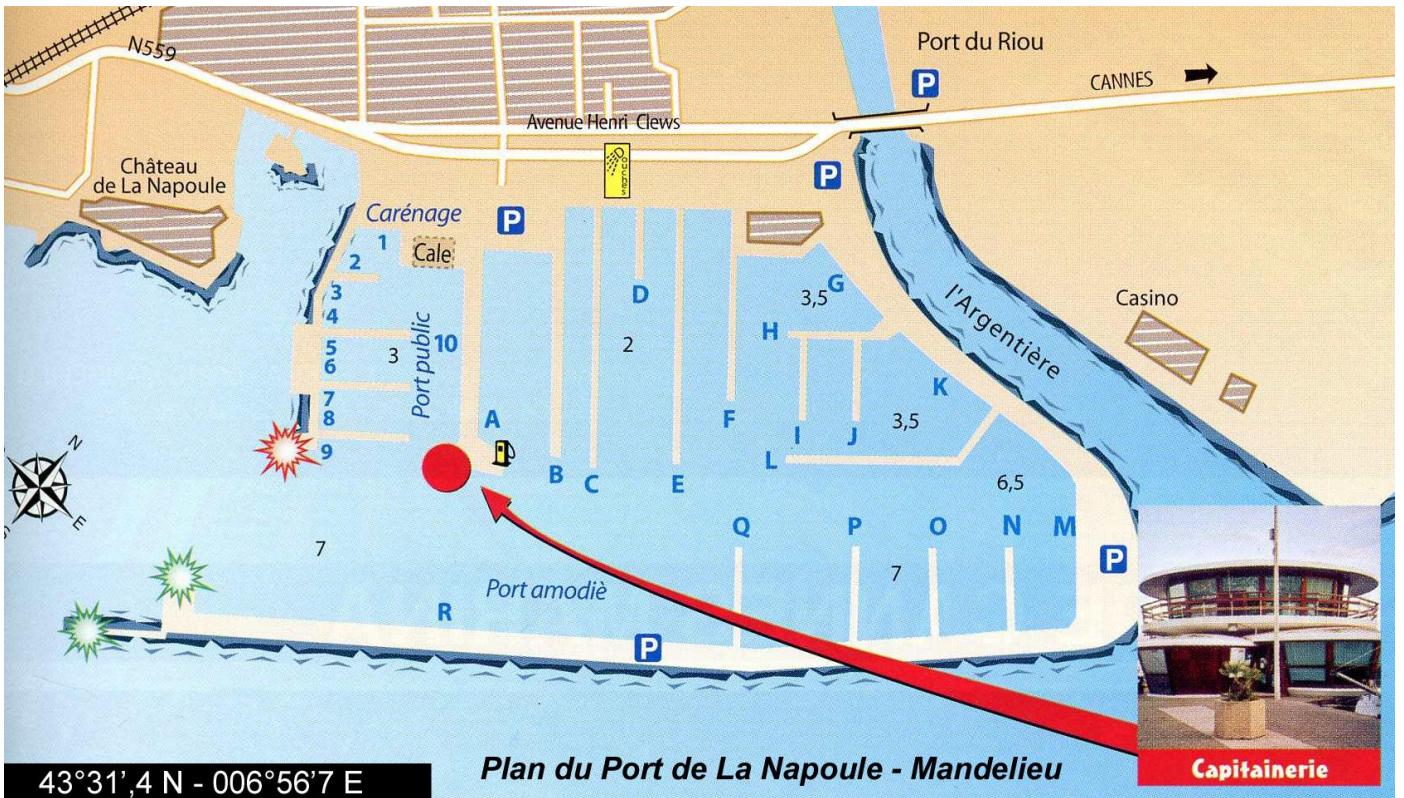 N559
Port du Riou
P
CANNES
Avenue Henri Clews
Douches
Château
de La Napoule
P
Carénage
P
1
Cale
2
3
4
5
6
3
10
Port public
7
8
9
A
B
C
D
2
E
F
G
3,5
H
I
J
K
3,5
L
l'Argentière
Casino
6,5
N
E
S
7
Q
P
O
N
M
P
7
Port amodiè
R
P
Plan du Port de La Napoule - Mandelieu
Capitainerie
43°31',4 N - 006°56'7 E